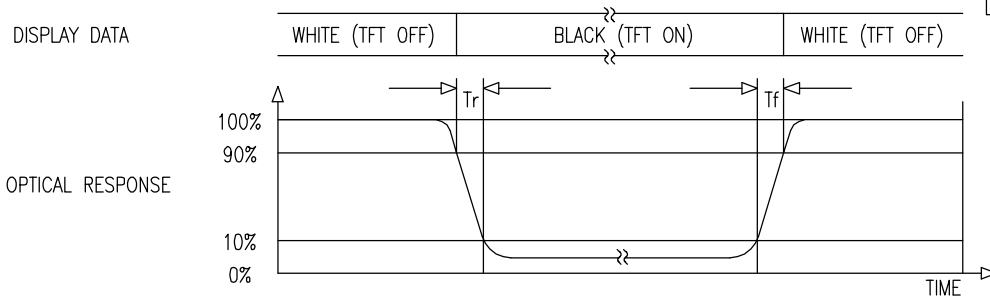 DISPLAY DATA
WHITE (TFT OFF)
BLACK (TFT ON)
WHITE (TFT OFF)
Tr
Tf
100%
90%
OPTICAL RESPONSE
10%
0%
TIME